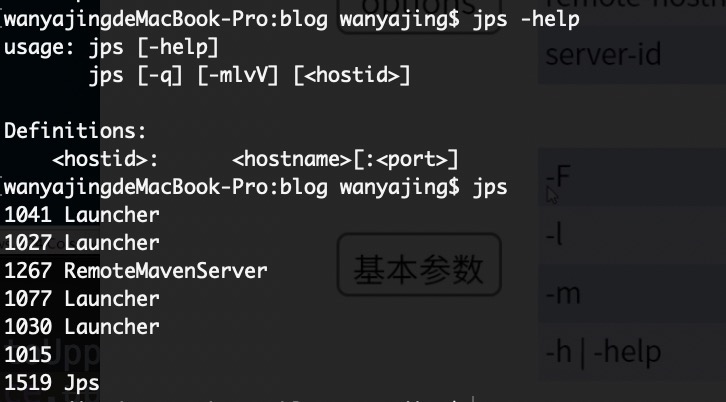 wanyajingdeMacBook-Pro:blog wanyajing$ jps -help
usage: jps [-help]
jps [-q] [-mlvV] [<hostid>]
Definitions:
<hostid>: <hostname>[:<port>]
wanyajingdeMacBook-Pro:blog wanyajing$ jps
1041 Launcher
1027 Launcher
1267 RemoteMavenServer
1077 Launcher
1030 Launcher
1015
1519 Jps
options
server-id
-F
-l
基本参数
-m
-h | -help